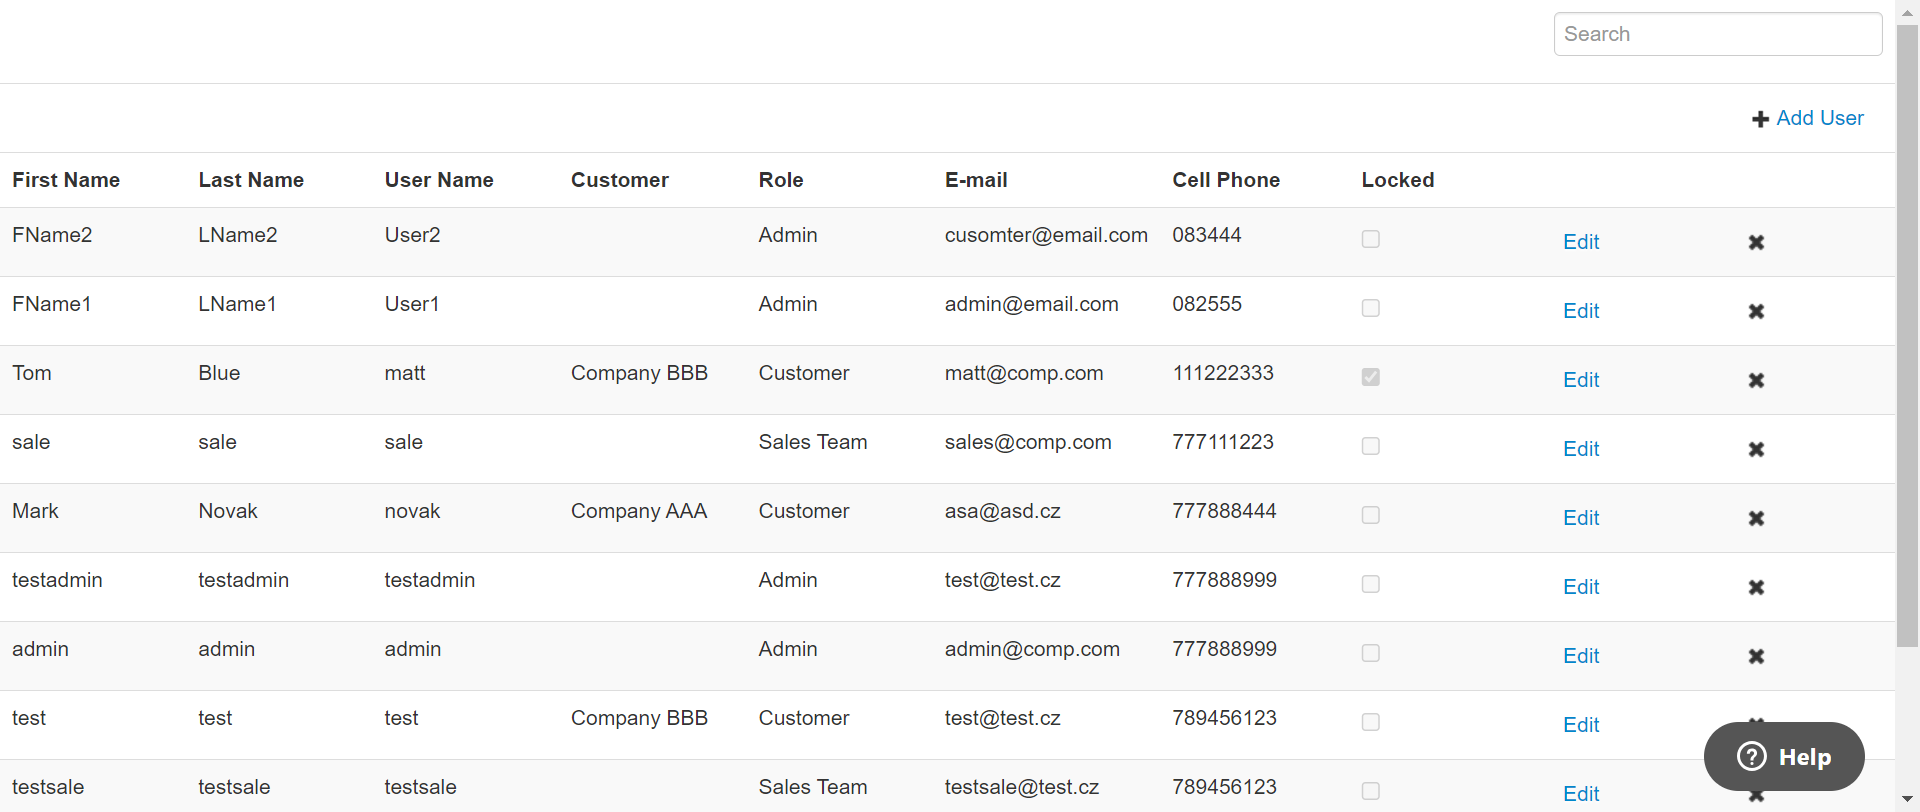 Search
Add User
First Name Last Name User Name Customer Role E-mail Cell Phone Locked
FName2 LName2 User2 Admin cusomter@email.com 083444 Edit
FName1 LName1 User1 Admin admin@email.com 082555 Edit
Tom Blue matt Company BBB Customer matt@comp.com 111222333 Edit
sale sale sale Sales Team sales@comp.com 777111223 Edit
Mark Novak novak Company AAA Customer asa@asd.cz 777888444 Edit
testadmin testadmin testadmin Admin test@test.cz 777888999 Edit
admin admin admin Admin admin@comp.com 777888999 Edit
test test test Company BBB Customer test@test.cz 789456123 Edit
Help
testsale testsale testsale Sales Team testsale@test.cz 789456123 Edit